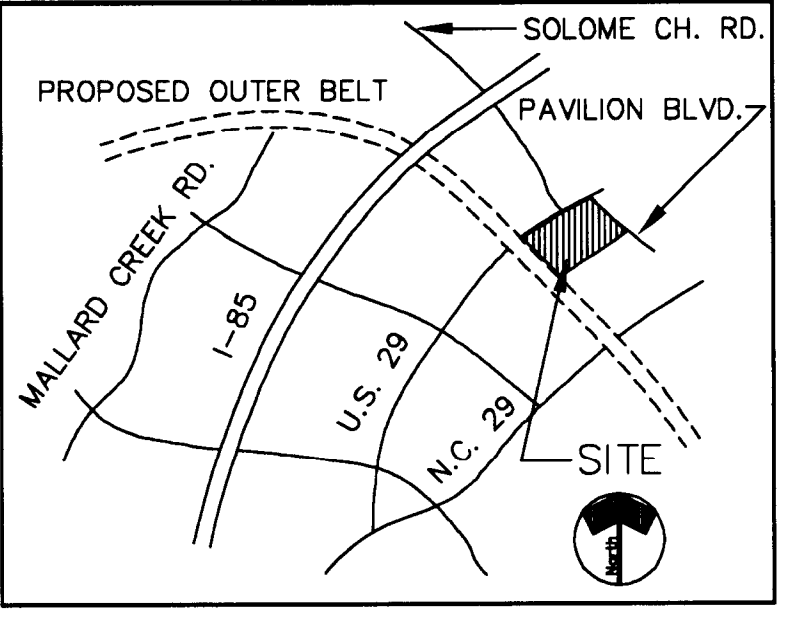 SOLOME CH. RD.
PROPOSED OUTER BELT
PAVILION BLVD.
MALLARD CREEK RD.
I-85
U.S. 29
N.C. 29
SITE
North